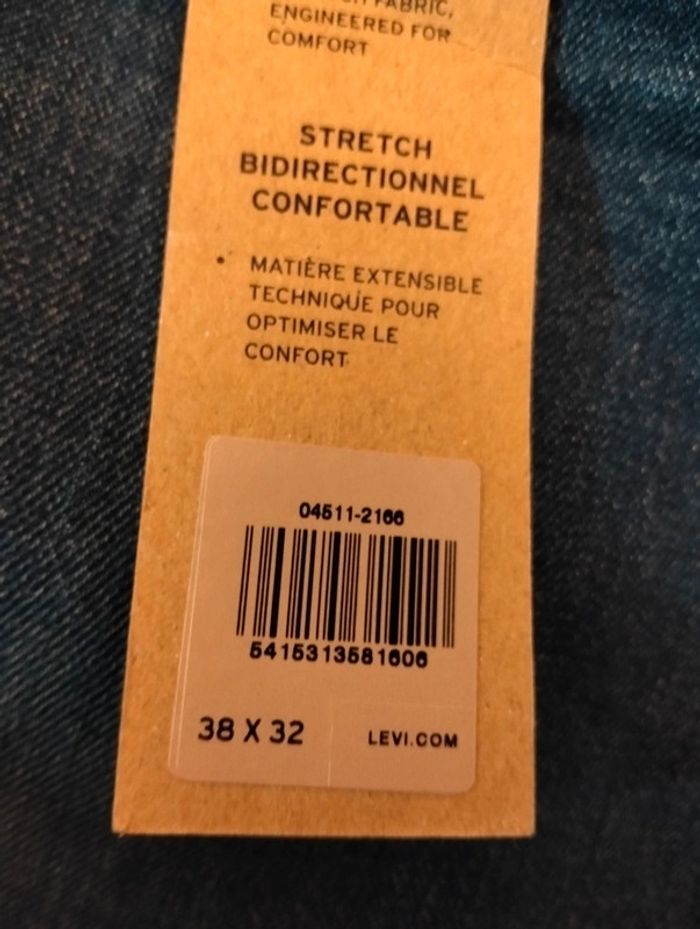 FABRIC,
ENGINEERED FOR
COMFORT
STRETCH
BIDIRECTIONNEL
CONFORTABLE
• MATIÈRE EXTENSIBLE
TECHNIQUE POUR
OPTIMISER LE
CONFORT
04511-2166
5415313581606
38 X 32
LEVI.COM